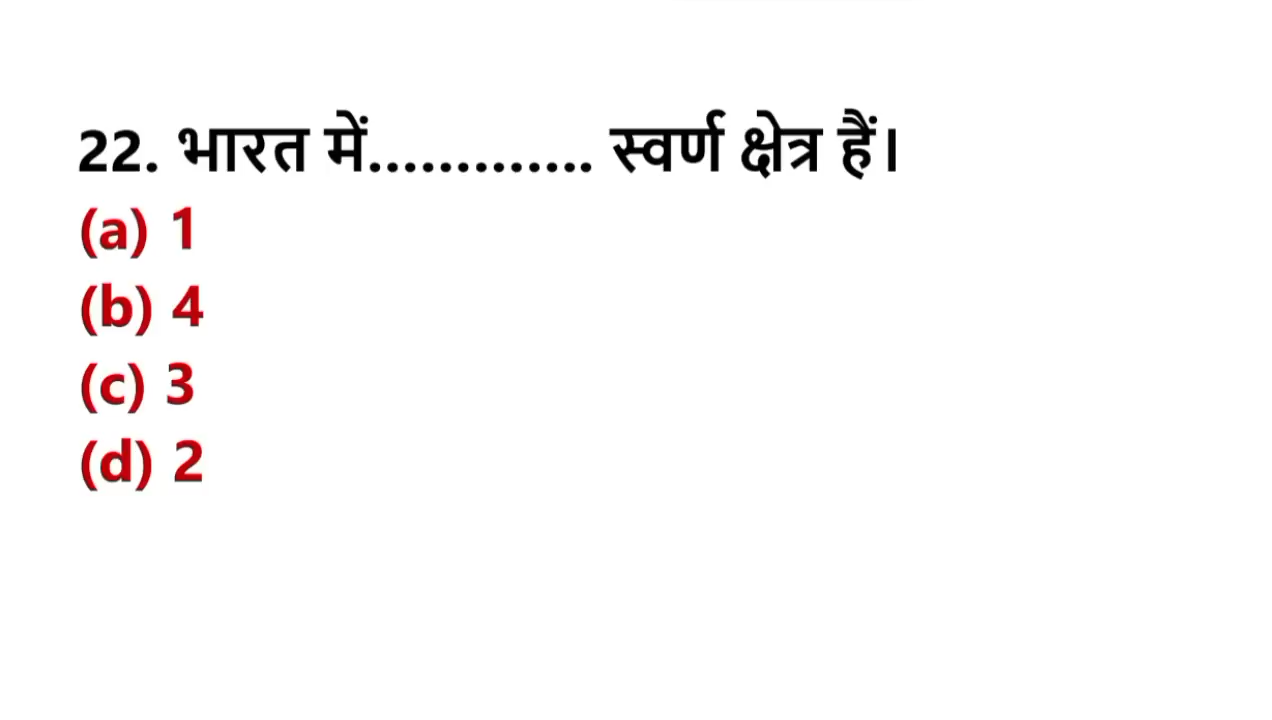 22. भारत में............. स्वर्ण क्षेत्र हैं।
(a) 1
(b) 4
(c) 3
(d) 2